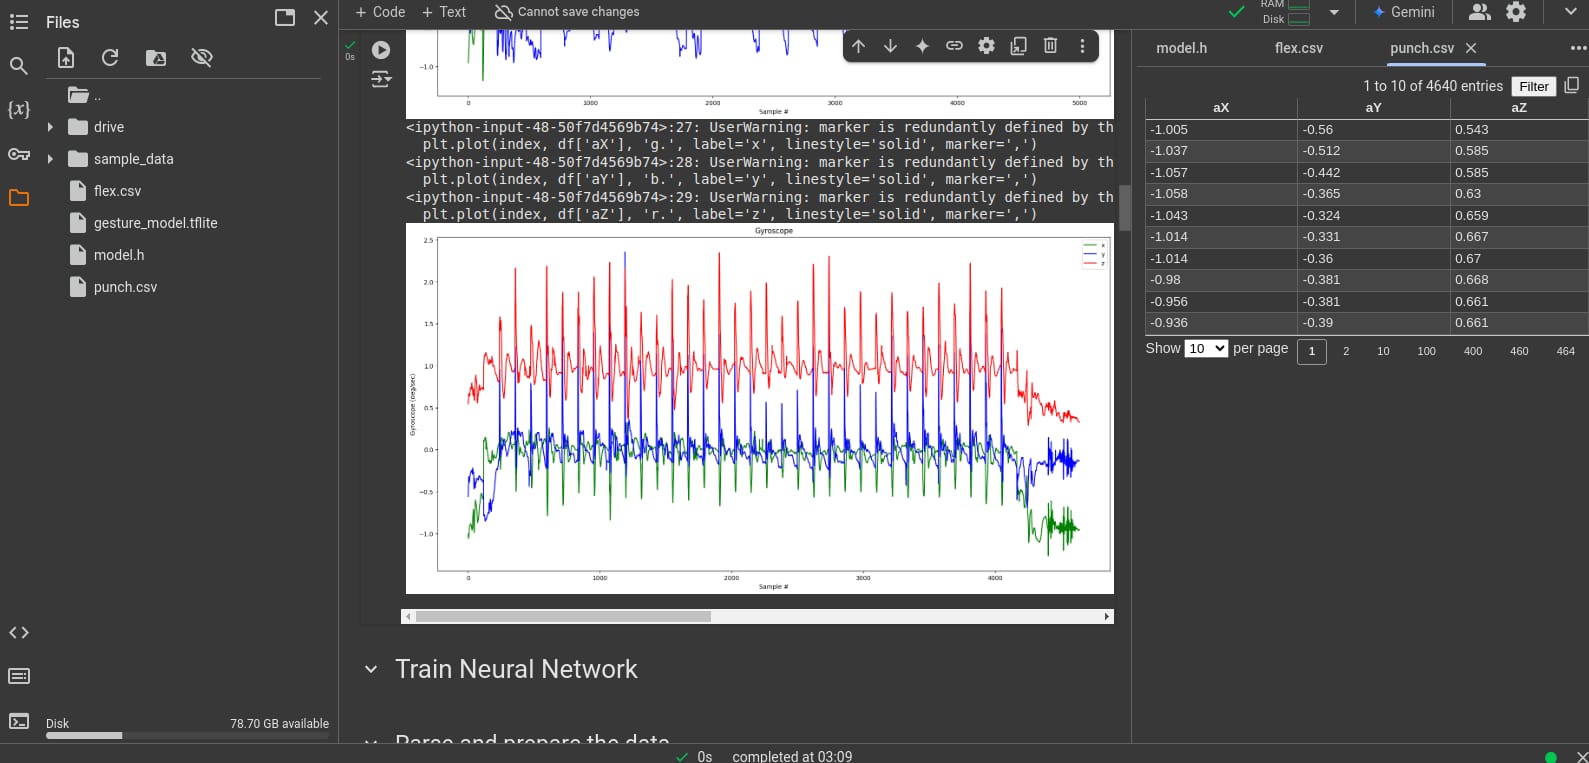 Files
+ Code + Text Cannot save changes
RAM
Disk
Gemini
..
drive
sample_data
flex.csv
gesture_model.tflite
model.h
punch.csv
{x}
Disk 78.70 GB available
0s
−1.0
0 1000 2000 3000 4000 5000
Sample #
<ipython-input-48-50f7d4569b74>:27: UserWarning: marker is redundantly defined by th
plt.plot(index, df['aX'], 'g.', label='x', linestyle='solid', marker=',')
<ipython-input-48-50f7d4569b74>:28: UserWarning: marker is redundantly defined by th
plt.plot(index, df['aY'], 'b.', label='y', linestyle='solid', marker=',')
<ipython-input-48-50f7d4569b74>:29: UserWarning: marker is redundantly defined by th
plt.plot(index, df['aZ'], 'r.', label='z', linestyle='solid', marker=',')
Gyroscope
x
y
z
2.5
2.0
1.5
1.0
0.5
0.0
−0.5
−1.0
Gyroscope (deg/sec)
0 1000 2000 3000 4000
Sample #
Train Neural Network
Parse and prepare the data
0s completed at 03:09
model.h flex.csv punch.csv
1 to 10 of 4640 entries Filter
aX aY aZ
-1.005 -0.56 0.543
-1.037 -0.512 0.585
-1.057 -0.442 0.585
-1.058 -0.365 0.63
-1.043 -0.324 0.659
-1.014 -0.331 0.667
-1.014 -0.36 0.67
-0.98 -0.381 0.668
-0.956 -0.381 0.661
-0.936 -0.39 0.661
Show 10 per page 1 2 10 100 400 460 464